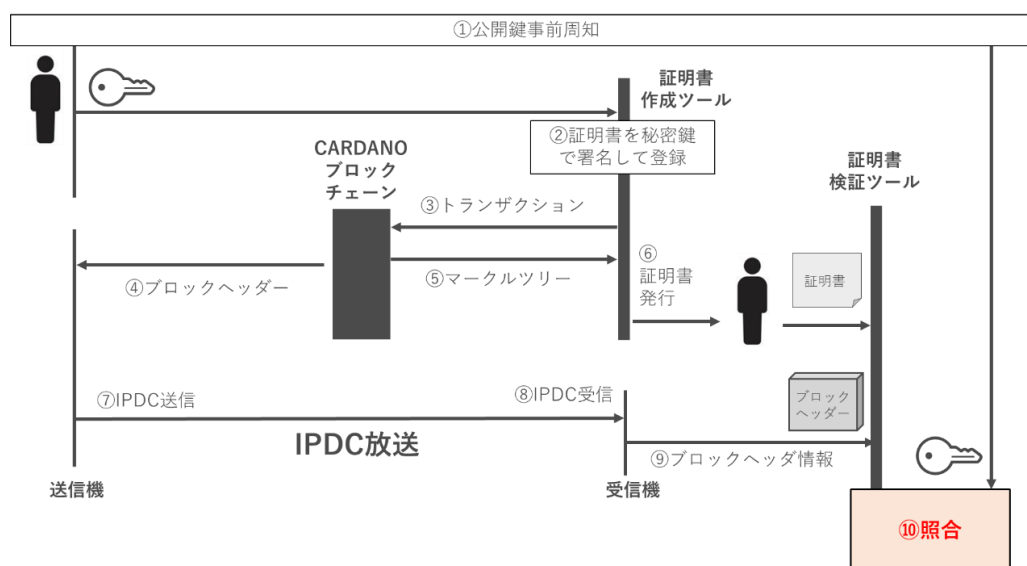 ①公開鍵事前周知
証明書
作成ツール
②証明書を秘密鍵
で署名して登録
CARDANO
ブロック
チェーン
証明書
検証ツール
③トランザクション
④ブロックヘッダー
⑤マークルツリー
⑥
証明書
発行
証明書
⑦IPDC送信
⑧IPDC受信
ブロック
ヘッダー
IPDC放送
⑨ブロックヘッダ情報
送信機
受信機
⑩照合